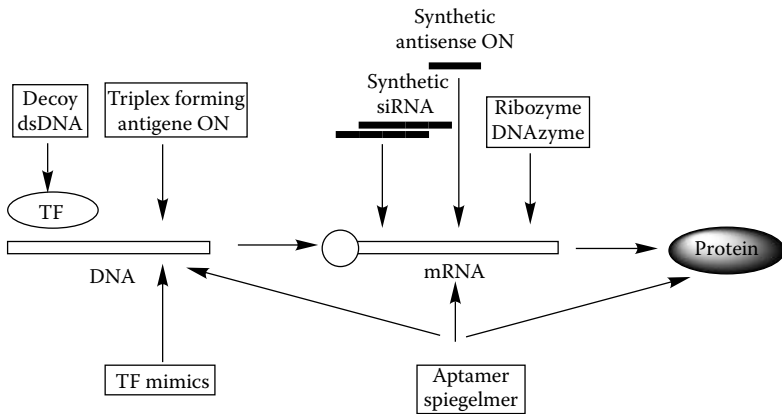 Synthetic
antisense ON
Synthetic
siRNA
Decoy
dsDNA
Triplex forming
antigene ON
Ribozyme
DNAzyme
TF
DNA
mRNA
Protein
TF mimics
Aptamer
spiegelmer